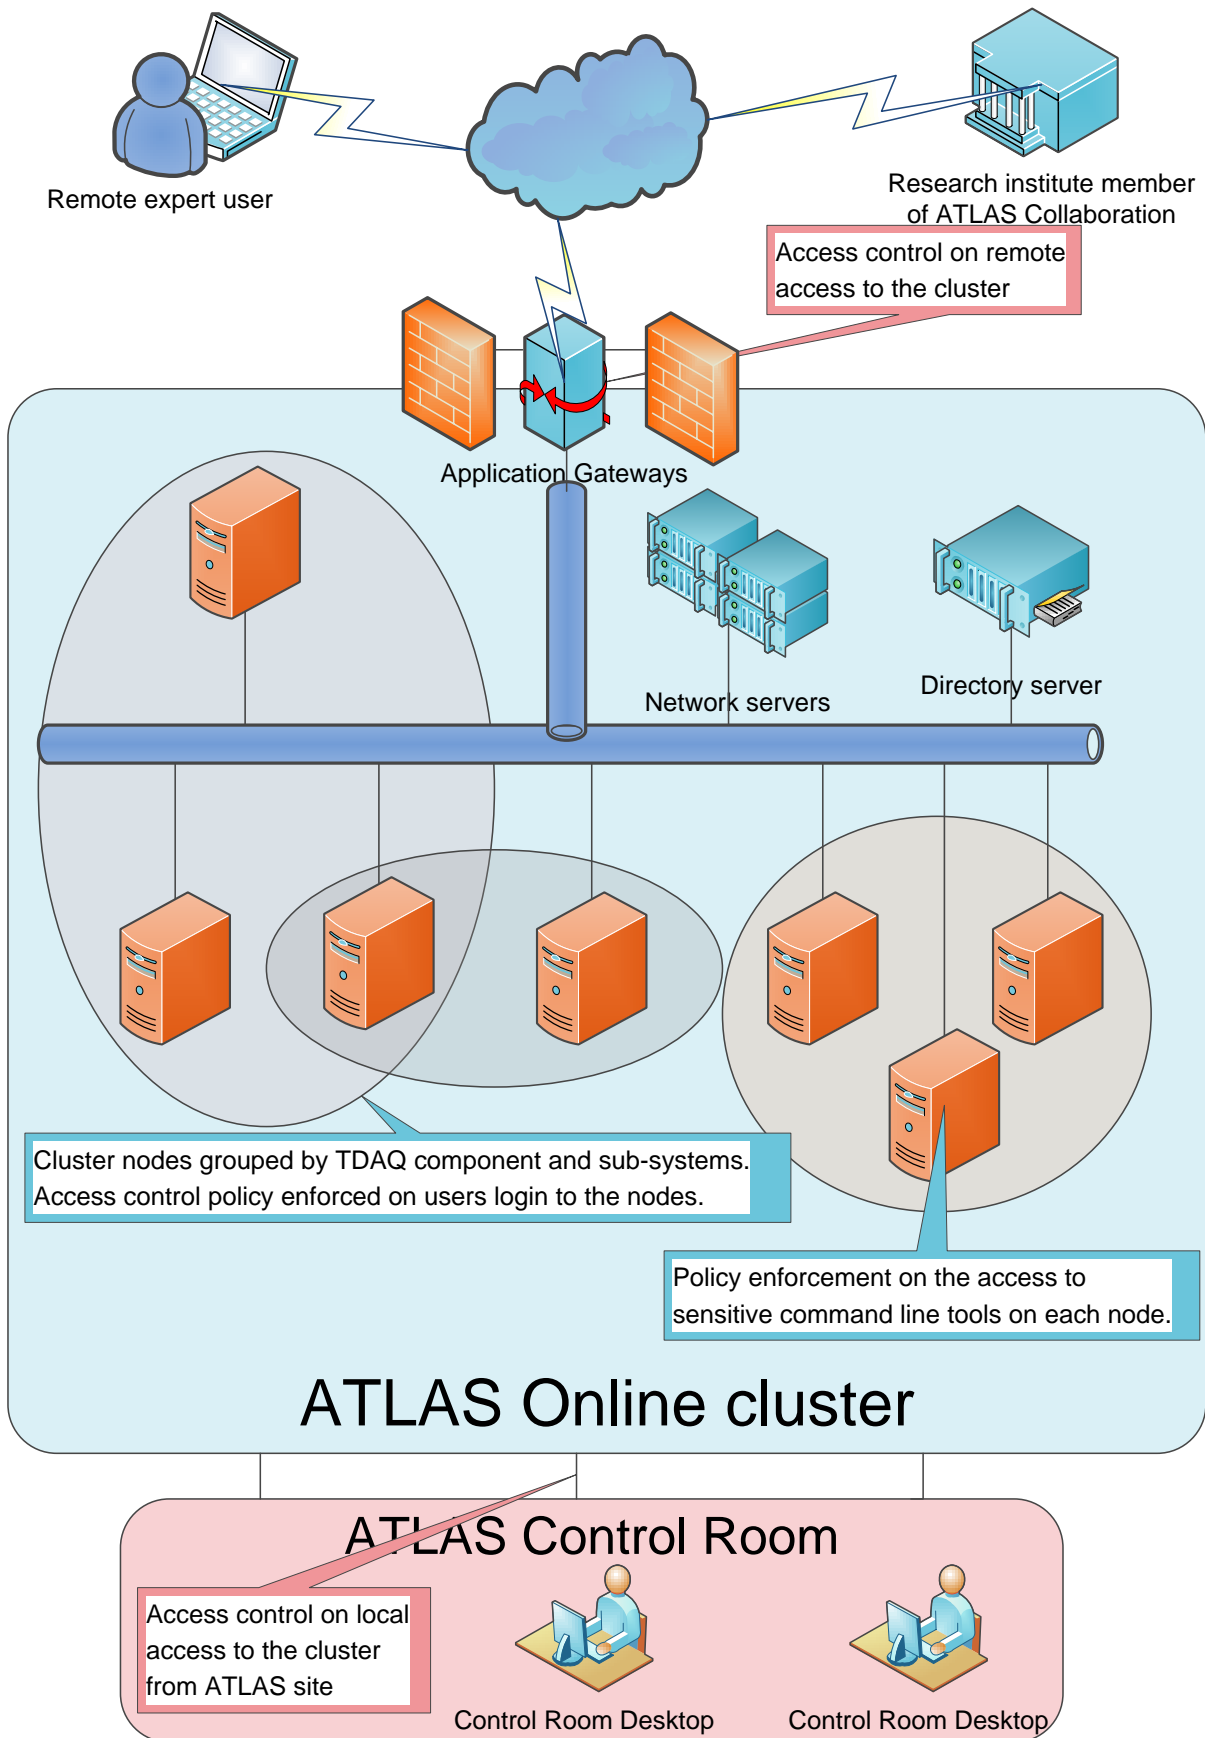 Remote expert user
Research institute member
of ATLAS Collaboration
Access control on remote
access to the cluster
Application Gateways
Network servers
Directory server
Cluster nodes grouped by TDAQ component and sub-systems.
Access control policy enforced on users login to the nodes.
Policy enforcement on the access to
sensitive command line tools on each node.
ATLAS Online cluster
ATLAS Control Room
Access control on local
access to the cluster
from ATLAS site
Control Room Desktop
Control Room Desktop